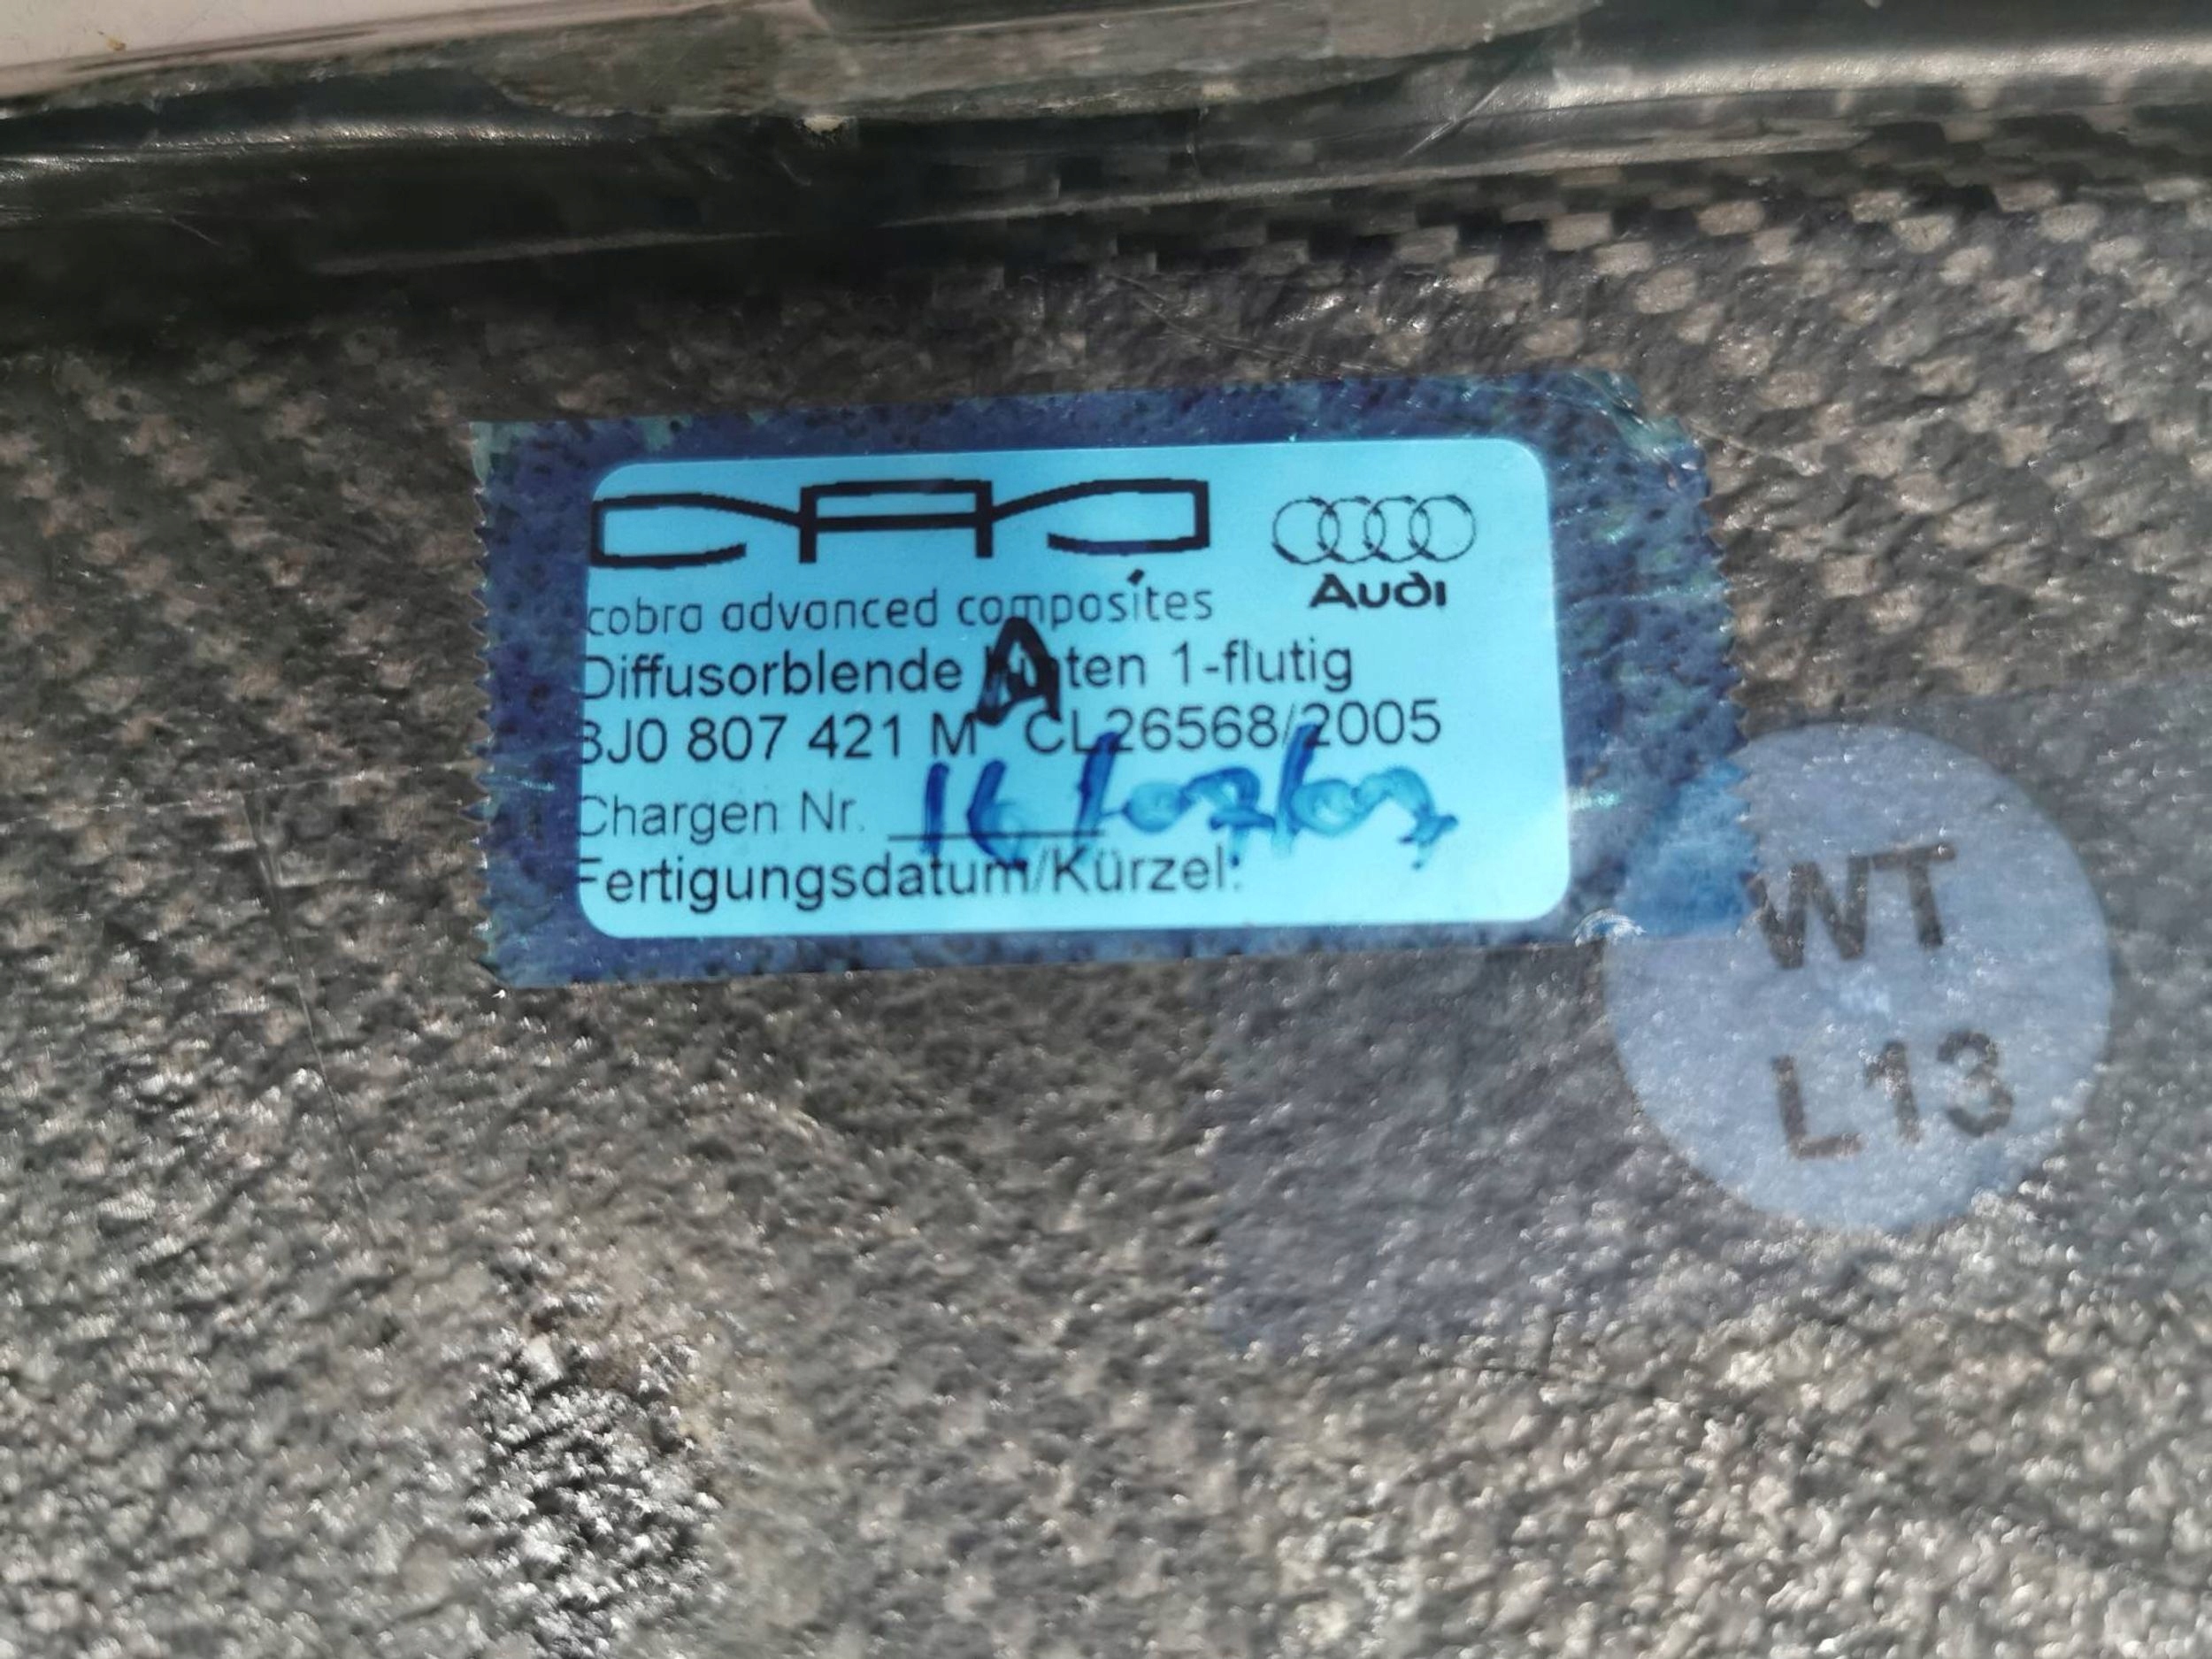 CAC
Audi
cobra advanced composites
Diffusorblende hinten 1-flutig
A
8J0 807 421 M CL26568/2005
Chargen Nr.
Fertigungsdatum/Kürzel:
WT
L13